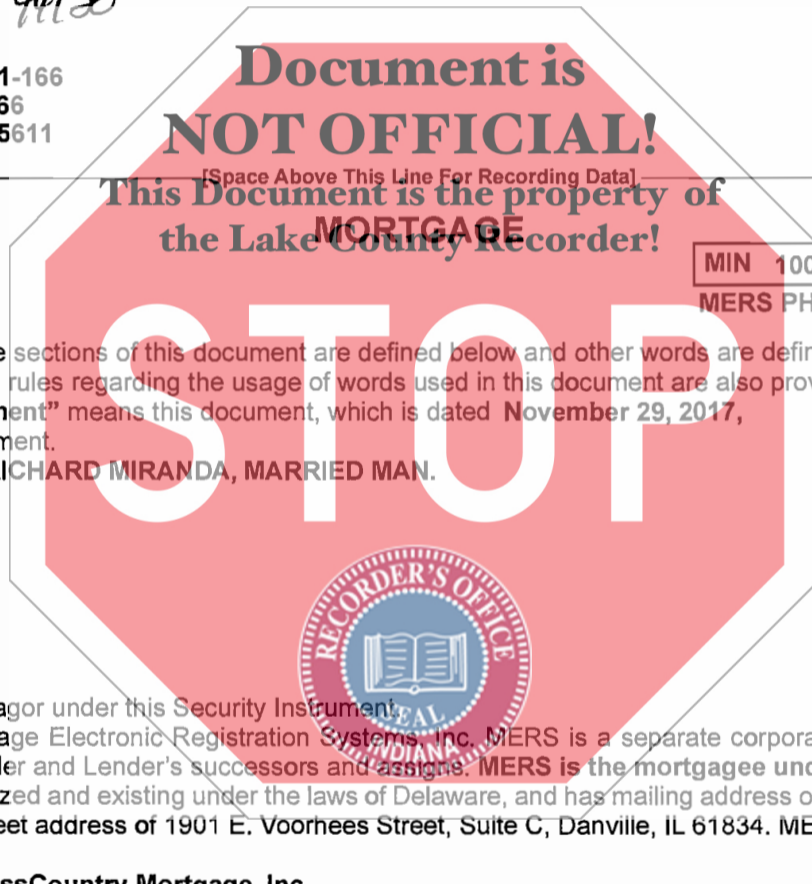 1-166
66
5611
Document is
NOT OFFICIAL!
[Space Above This Line For Recording Data]
This Document is the property of
MORTGAGE
the Lake County Recorder!
MIN 100
MERS PH
STOP
e sections of this document are defined below and other words are defin
rules regarding the usage of words used in this document are also prov
nent” means this document, which is dated November 29, 2017,
ment.
ICHARD MIRANDA, MARRIED MAN.
RECORDER'S OFFICE
SEAL
INDIANA
agor under this Security Instrument.
age Electronic Registration Systems, Inc. MERS is a separate corpora
der and Lender's successors and assigns. MERS is the mortgagee und
zed and existing under the laws of Delaware, and has mailing address o
eet address of 1901 E. Voorhees Street, Suite C, Danville, IL 61834. ME
ssCountry Mortgage, Inc.